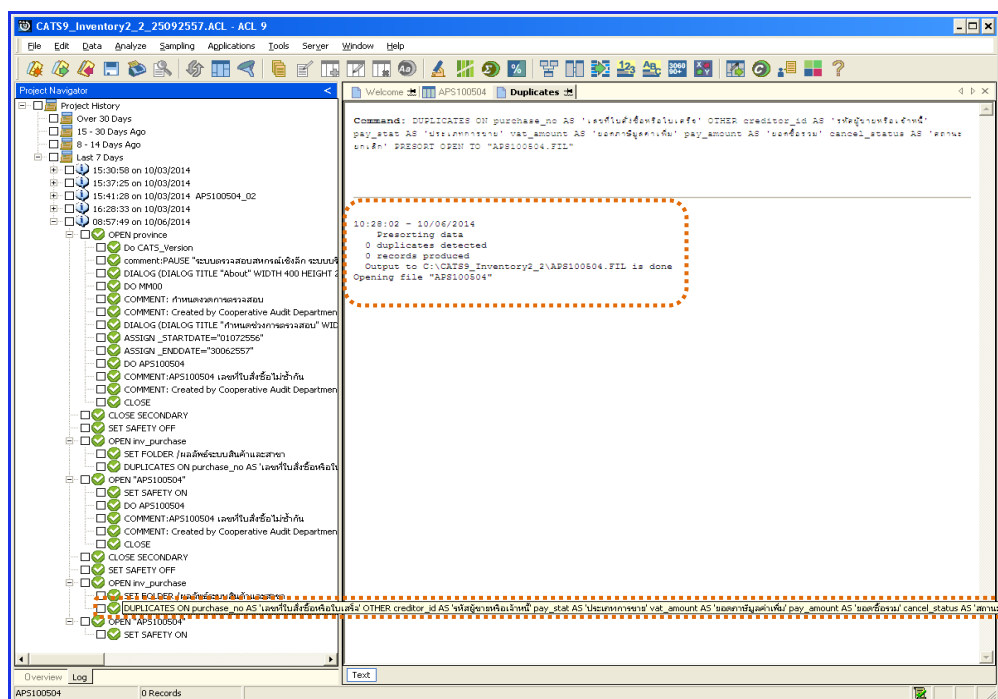 CATS9_Inventory2_2_25092557.ACL - ACL 9
File Edit Data Analyze Sampling Applications Tools Server Window Help
Project Navigator <
Welcome APS100504 Duplicates
Project History
Over 30 Days
15 - 30 Days Ago
8 - 14 Days Ago
Last 7 Days
15:30:58 on 10/03/2014
15:37:25 on 10/03/2014
15:41:28 on 10/03/2014 APS100504_02
16:28:33 on 10/03/2014
08:57:49 on 10/06/2014
OPEN province
Do CATS_Version
comment:PAUSE "ระบบตรวจสอบสหกรณ์เชิงลึก ระบบ
DIALOG (DIALOG TITLE "About" WIDTH 400 HEIGHT 2
DO MM00
COMMENT: กำหนดงวดการตรวจสอบ
COMMENT: Created by Cooperative Audit Departmen
DIALOG (DIALOG TITLE "กำหนดช่วงการตรวจสอบ" WID
ASSIGN _STARTDATE="01072556"
ASSIGN _ENDDATE="30062557"
DO APS100504
COMMENT:APS100504 เลขที่ใบสั่งซื้อไม่ซ้ำกัน
COMMENT: Created by Cooperative Audit Departmen
CLOSE
CLOSE SECONDARY
SET SAFETY OFF
OPEN inv_purchase
SET FOLDER /ผลลัพธ์ระบบสินค้าและสาขา
DUPLICATES ON purchase_no AS 'เลขที่ใบสั่งซื้อหรือใบ
OPEN "APS100504"
SET SAFETY ON
DO APS100504
COMMENT:APS100504 เลขที่ใบสั่งซื้อไม่ซ้ำกัน
COMMENT: Created by Cooperative Audit Departmen
CLOSE
CLOSE SECONDARY
SET SAFETY OFF
OPEN inv_purchase
SET FOLDER /ผลลัพธ์ระบบสินค้าและสาขา
DUPLICATES ON purchase_no AS 'เลขที่ใบสั่งซื้อหรือใบเสร็จ' OTHER creditor_id AS 'รหัสผู้ขายหรือเจ้าหนี้' pay_stat AS 'ประเภทการขาย' vat_amount AS 'ยอดภาษีมูลค่าเพิ่ม' pay_amount AS 'ยอดซื้อรวม' cancel_status AS 'สถานะ
OPEN "APS100504"
SET SAFETY ON
Command: DUPLICATES ON purchase_no AS 'เลขที่ใบสั่งซื้อหรือใบเสร็จ' OTHER creditor_id AS 'รหัสผู้ขายหรือเจ้าหนี้'
pay_stat AS 'ประเภทการขาย' vat_amount AS 'ยอดภาษีมูลค่าเพิ่ม' pay_amount AS 'ยอดซื้อรวม' cancel_status AS 'สถานะ
ยกเลิก' PRESORT OPEN TO "APS100504.FIL"
10:28:02 - 10/06/2014
Presorting data
0 duplicates detected
0 records produced
Output to C:\CATS9_Inventory2_2\APS100504.FIL is done
Opening file "APS100504"
Overview Log
Text
APS100504 0 Records